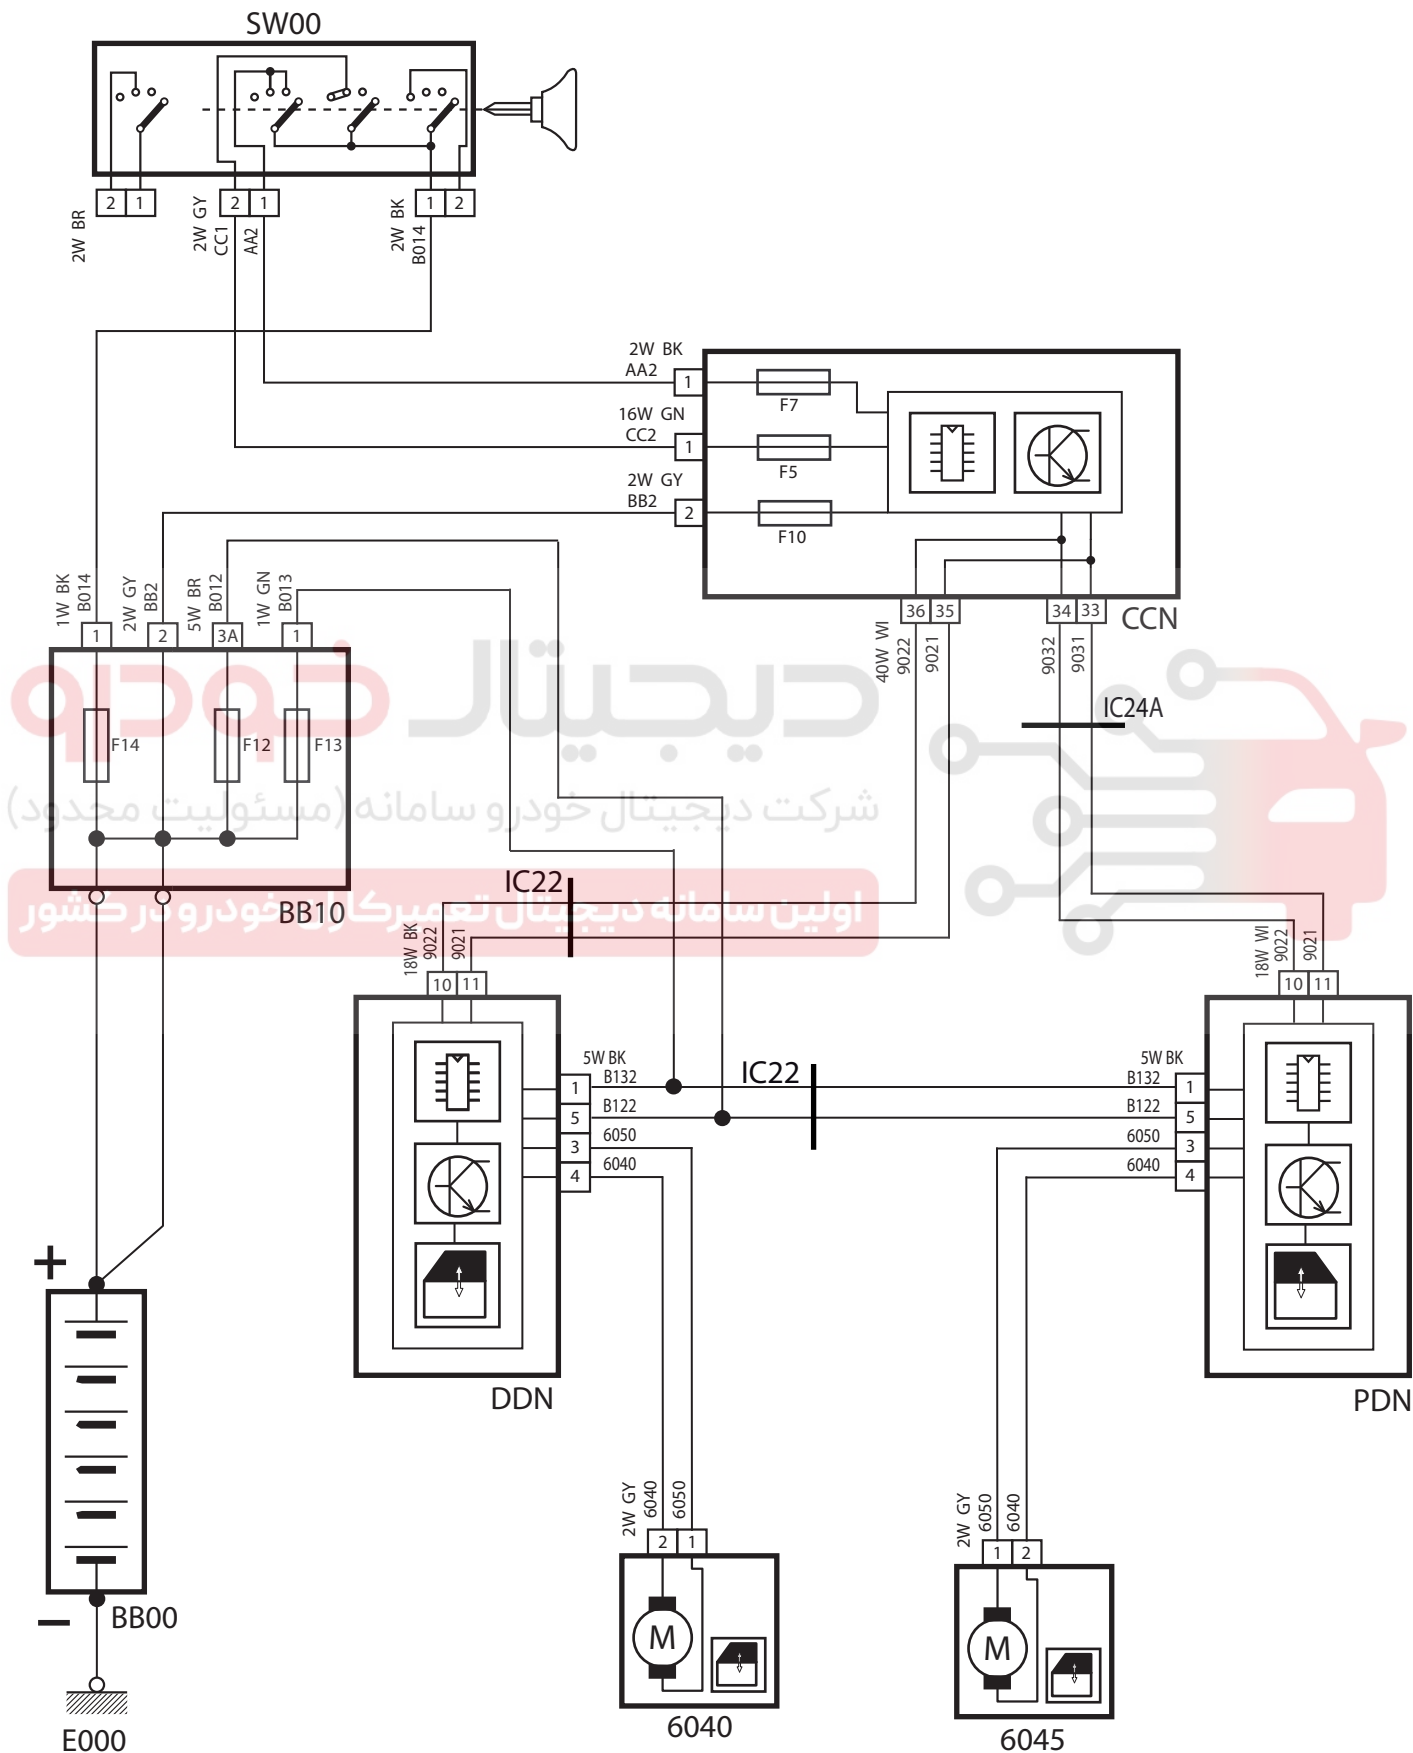 SW00
2
1
2
1
1
2
2W BR
2W GY
CC1
AA2
2W BK
B014
2W BK
AA2
1
F7
16W GN
CC2
1
F5
2W GY
BB2
2
F10
36
35
34
33
CCN
40W WI
9022
9021
9032
9031
IC24A
1W BK
B014
2W GY
BB2
5W BR
B012
1W GN
B013
1
2
3A
1
دیجیتال خودرو
F14
F12
F13
شرکت دیجیتال خودرو سامانه (مسئولیت محدود)
اولین سامانه دیجیتال تعمیرکاران خودرو در کشور
BB10
IC22
18W BK
9022
9021
10
11
18W WI
9022
9021
10
11
5W BK
1
B132
5
B122
3
6050
4
6040
IC22
5W BK
B132
1
B122
5
6050
3
6040
4
DDN
PDN
+
−
BB00
E000
2W GY
6040
6050
2
1
M
6040
2W GY
6050
6040
1
2
M
6045